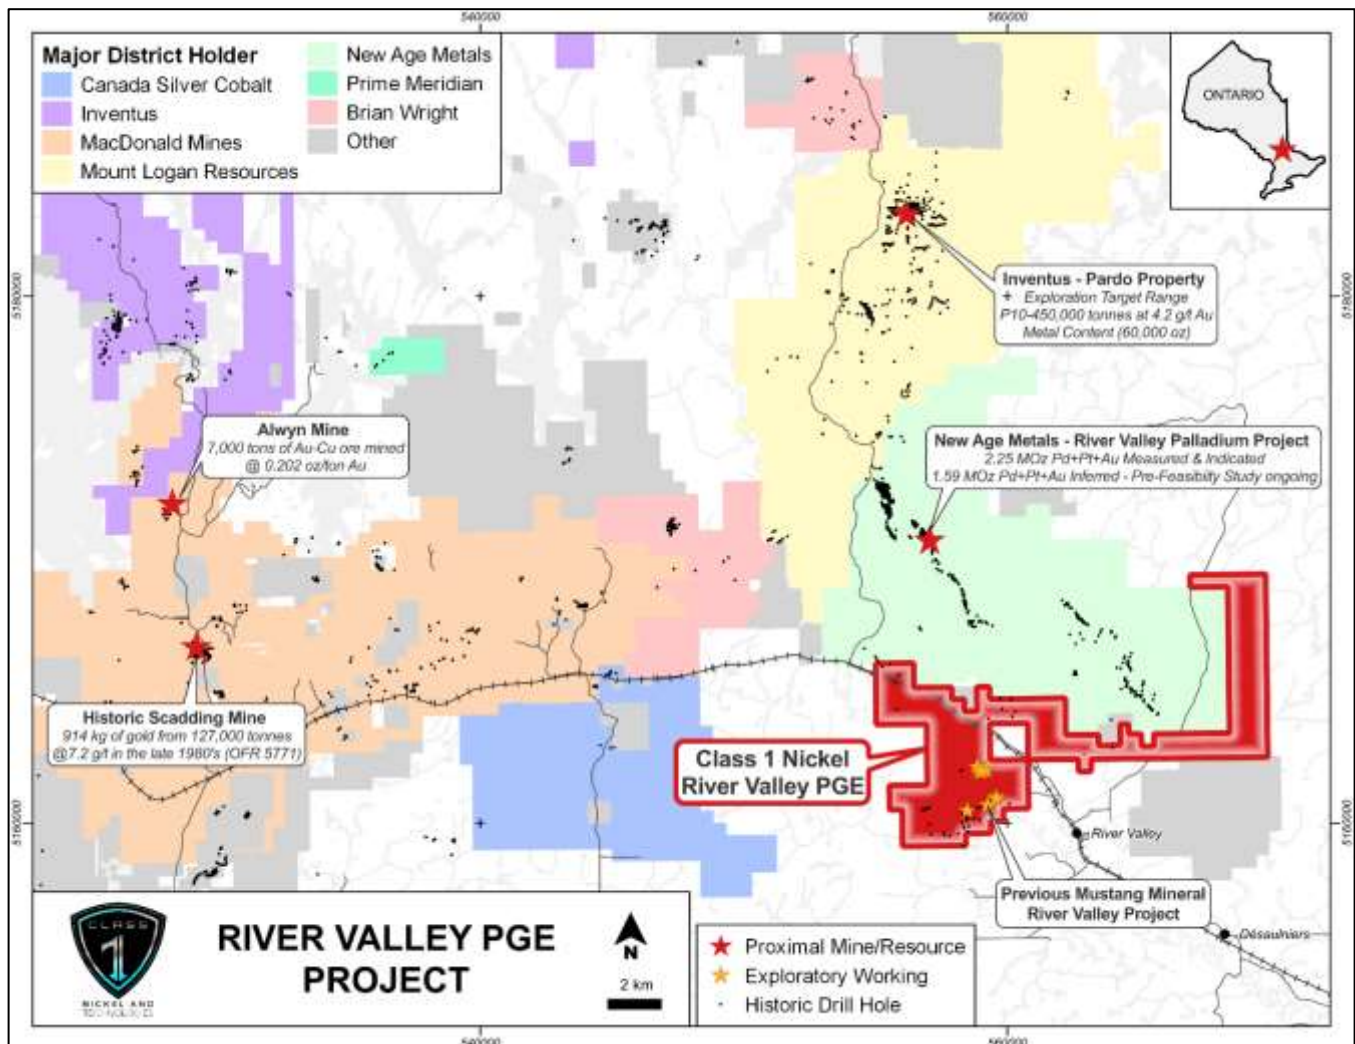 540000
560000
Major District Holder
Canada Silver Cobalt
Inventus
MacDonald Mines
Mount Logan Resources
New Age Metals
Prime Meridian
Brian Wright
Other
ONTARIO
5180000
5180000
Inventus - Pardo Property
Exploration Target Range
P10-450,000 tonnes at 4.2 g/t Au
Metal Content (60,000 oz)
Alwyn Mine
7,000 tons of Au-Cu ore mined
@ 0.202 oz/ton Au
New Age Metals - River Valley Palladium Project
2.25 MOz Pd+Pt+Au Measured & Indicated
1.59 MOz Pd+Pt+Au Inferred - Pre-Feasibilty Study ongoing
Historic Scadding Mine
914 kg of gold from 127,000 tonnes
@7.2 g/t in the late 1980's (OFR 5771)
Class 1 Nickel
River Valley PGE
5160000
5160000
River Valley
Previous Mustang Mineral
River Valley Project
Désaulniers
CLASS
1
NICKEL AND
TECHNOLOGIES
RIVER VALLEY PGE
PROJECT
N
2 km
Proximal Mine/Resource
Exploratory Working
Historic Drill Hole
540000
560000